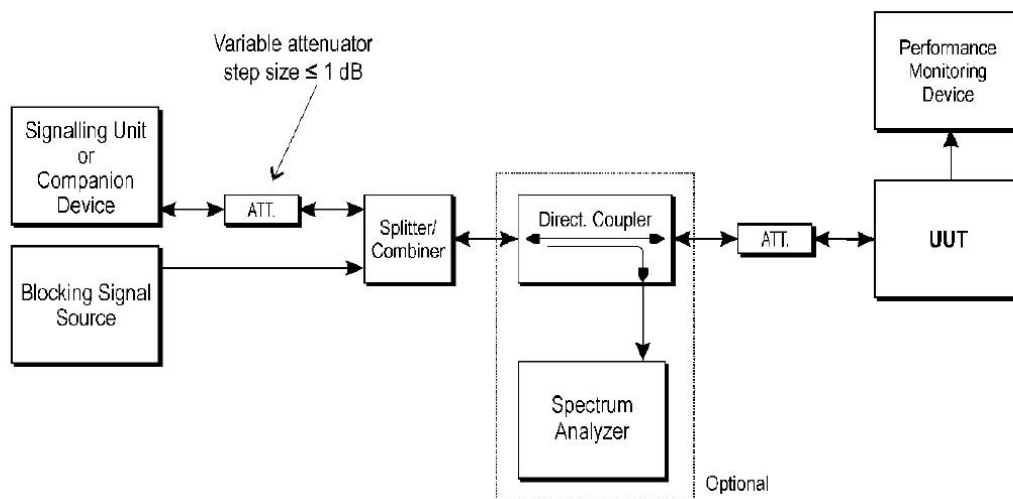 Variable attenuator
step size ≤ 1 dB
Performance
Monitoring
Device
Signalling Unit
or
Companion
Device
ATT.
Splitter/
Combiner
Direct. Coupler
ATT.
UUT
Blocking Signal
Source
Spectrum
Analyzer
Optional